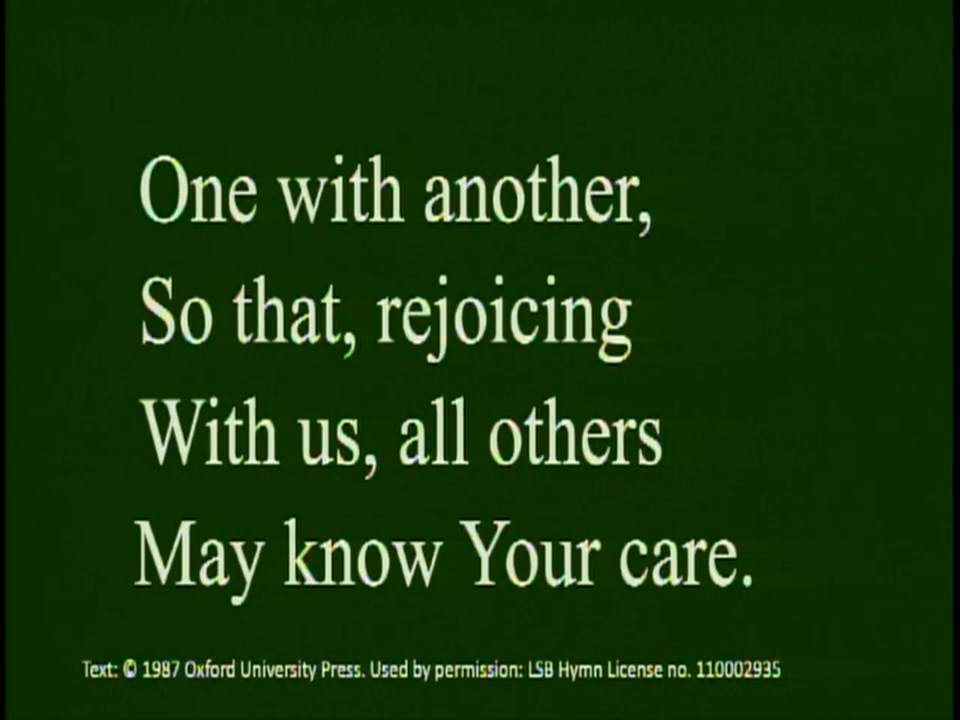 One with another,
So that, rejoicing
With us, all others
May know Your care.
Text: © 1987 Oxford University Press. Used by permission: LSB Hymn License no. 110002935